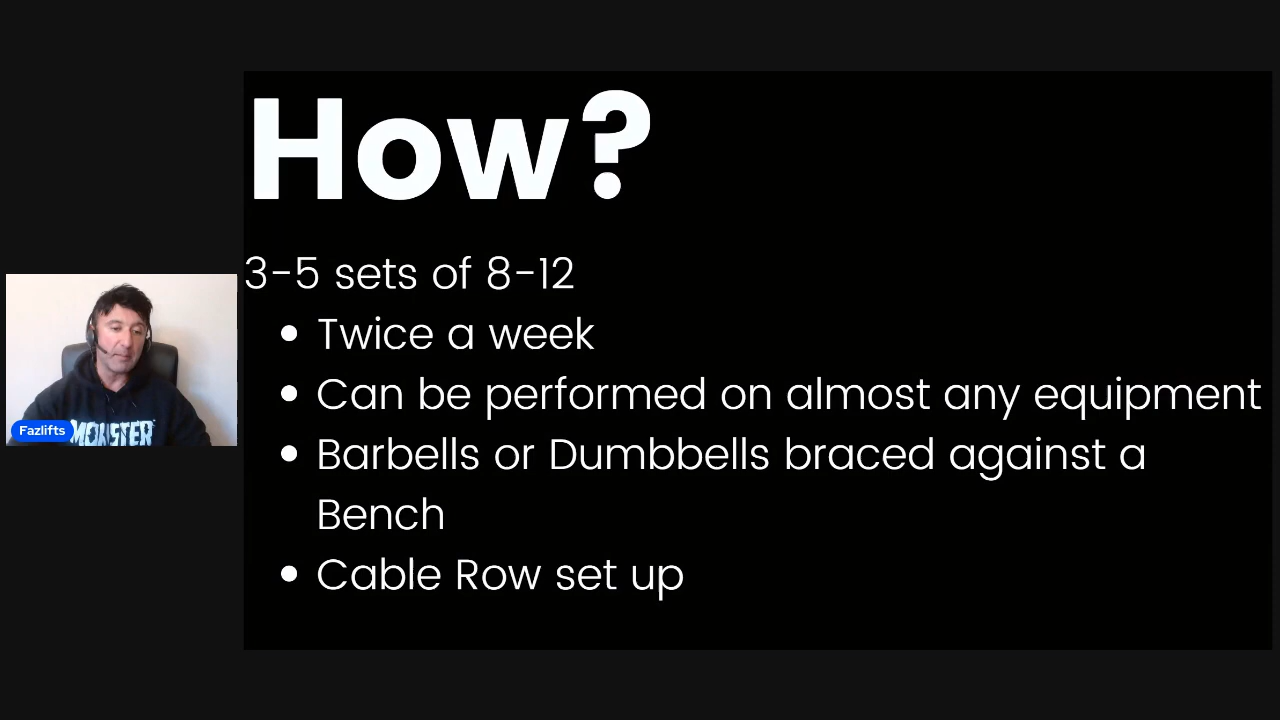 How?
3-5 sets of 8-12
Twice a week
Can be performed on almost any equipment
Barbells or Dumbbells braced against a
Bench
Cable Row set up
Fazlifts
MONSTER